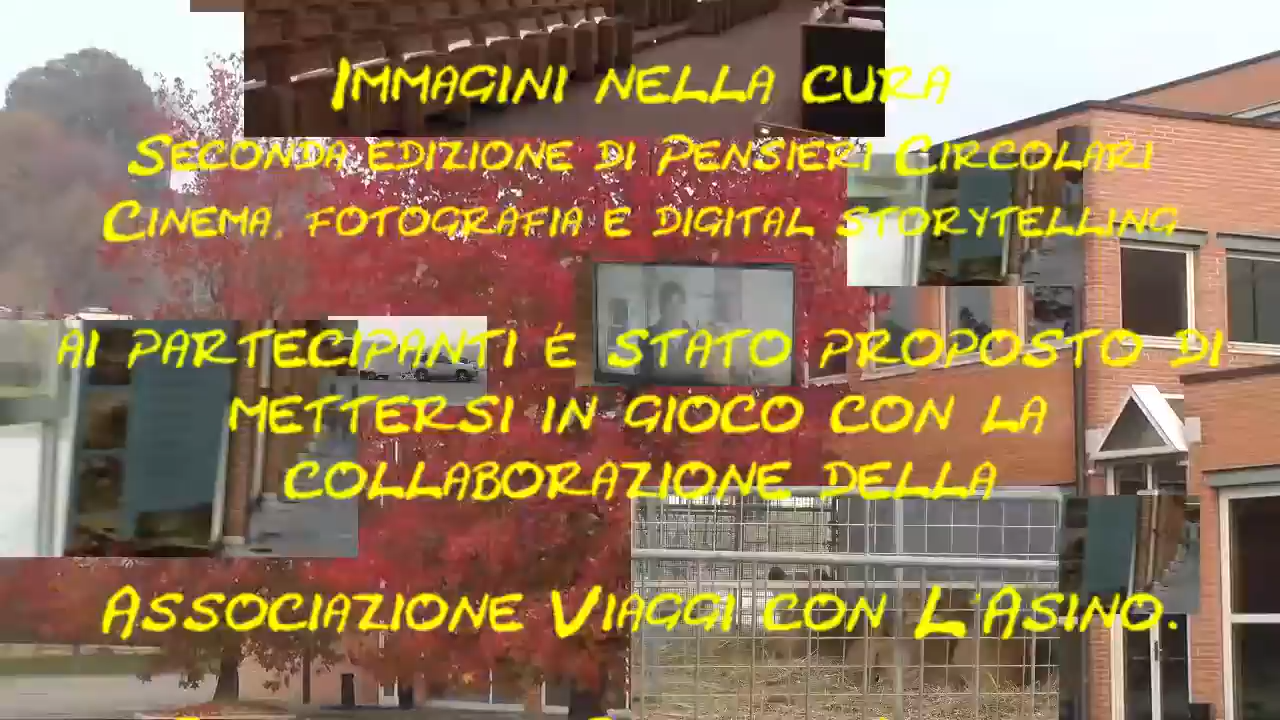 Immagini nella cura
Seconda edizione di Pensieri Circolari
Cinema, fotografia e digital storytelling
ai partecipanti é stato proposto di
mettersi in gioco con la
collaborazione della
Associazione Viaggi con L'Asino.